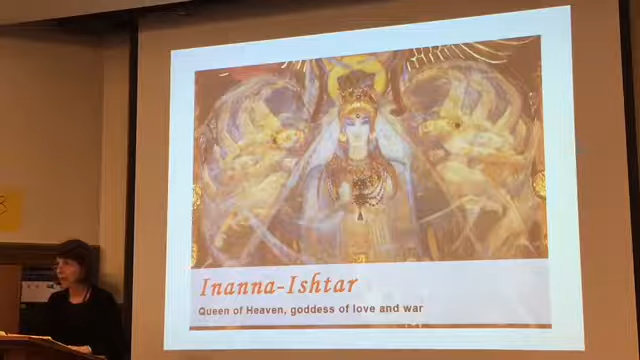 Inanna-Ishtar
Queen of Heaven, goddess of love and war